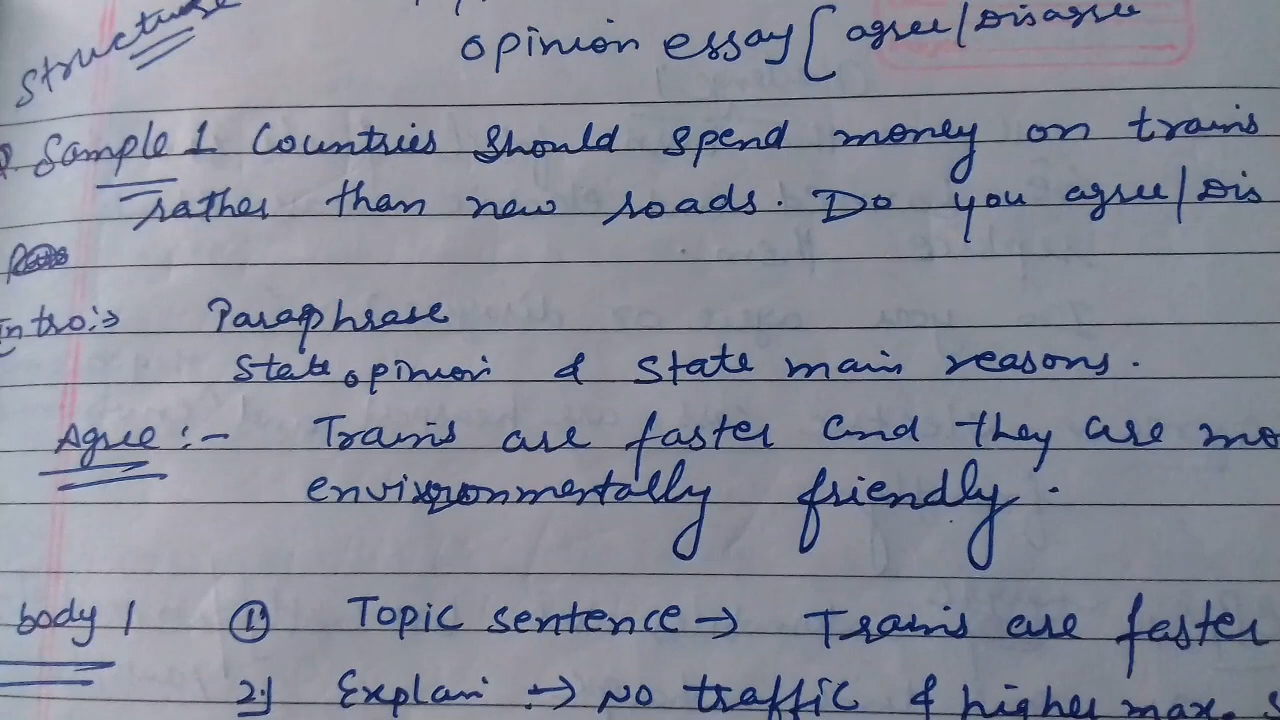 Structure
opinion essay [ agree/Disagree
Sample 1 Countries should spend money on trains
rather than new roads. Do you agree/Dis
intro:→ Paraphrase
State opinion & state main reasons.
Agree :- Trains are faster and they are mo
environmentally friendly.
body 1 ① Topic sentence → Trains are faster
2) Explain :→ No traffic & higher max.